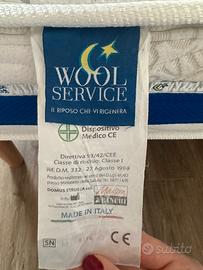 WOOL
SERVICE
IL RIPOSO CHE VI RIGENERA
Dispositivo
Medico CE
Direttiva 93/42/CEE
Classe di rischio: Classe I
D.M. 332, 27 Agosto 1999
MADE IN ITALY
SN
CE
subito